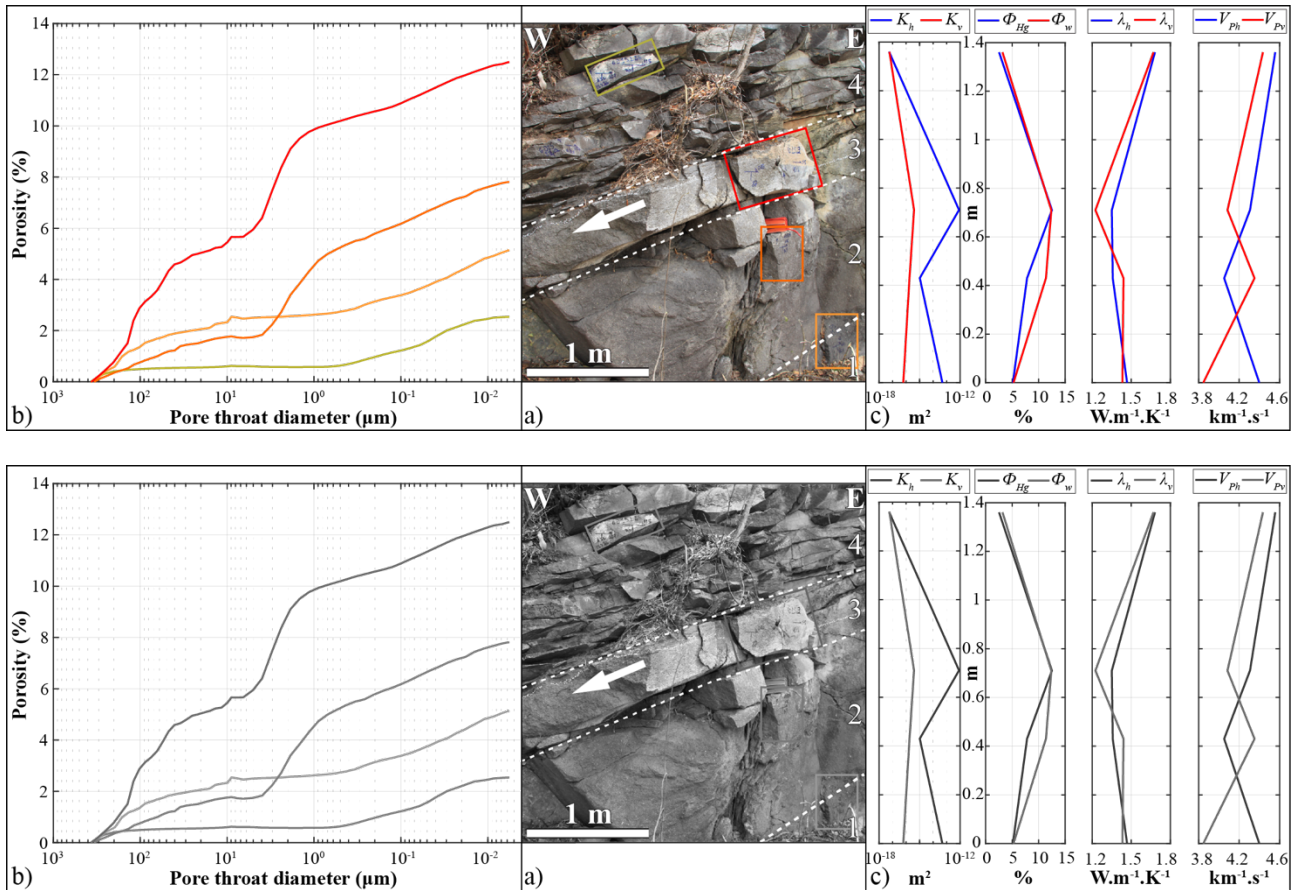 14
12
10
8
6
4
2
0
Porosity (%)
10³ 10² 10¹ 10⁰ 10⁻¹ 10⁻²
b) Pore throat diameter (µm)
W E
4
3
2
1
1 m
a)
K_h K_v Φ_Hg Φ_w λ_h λ_v V_Ph V_Pv
1.4
1.2
1
0.8
m
0.6
0.4
0.2
0
10⁻¹⁸ 10⁻¹² 0 5 10 15 1.2 1.5 1.8 3.8 4.2 4.6
c) m² % W.m⁻¹.K⁻¹ km⁻¹.s⁻¹
14
12
10
8
6
4
2
0
Porosity (%)
10³ 10² 10¹ 10⁰ 10⁻¹ 10⁻²
b) Pore throat diameter (µm)
W E
4
3
2
1
1 m
a)
K_h K_v Φ_Hg Φ_w λ_h λ_v V_Ph V_Pv
1.4
1.2
1
0.8
m
0.6
0.4
0.2
0
10⁻¹⁸ 10⁻¹² 0 5 10 15 1.2 1.5 1.8 3.8 4.2 4.6
c) m² % W.m⁻¹.K⁻¹ km⁻¹.s⁻¹